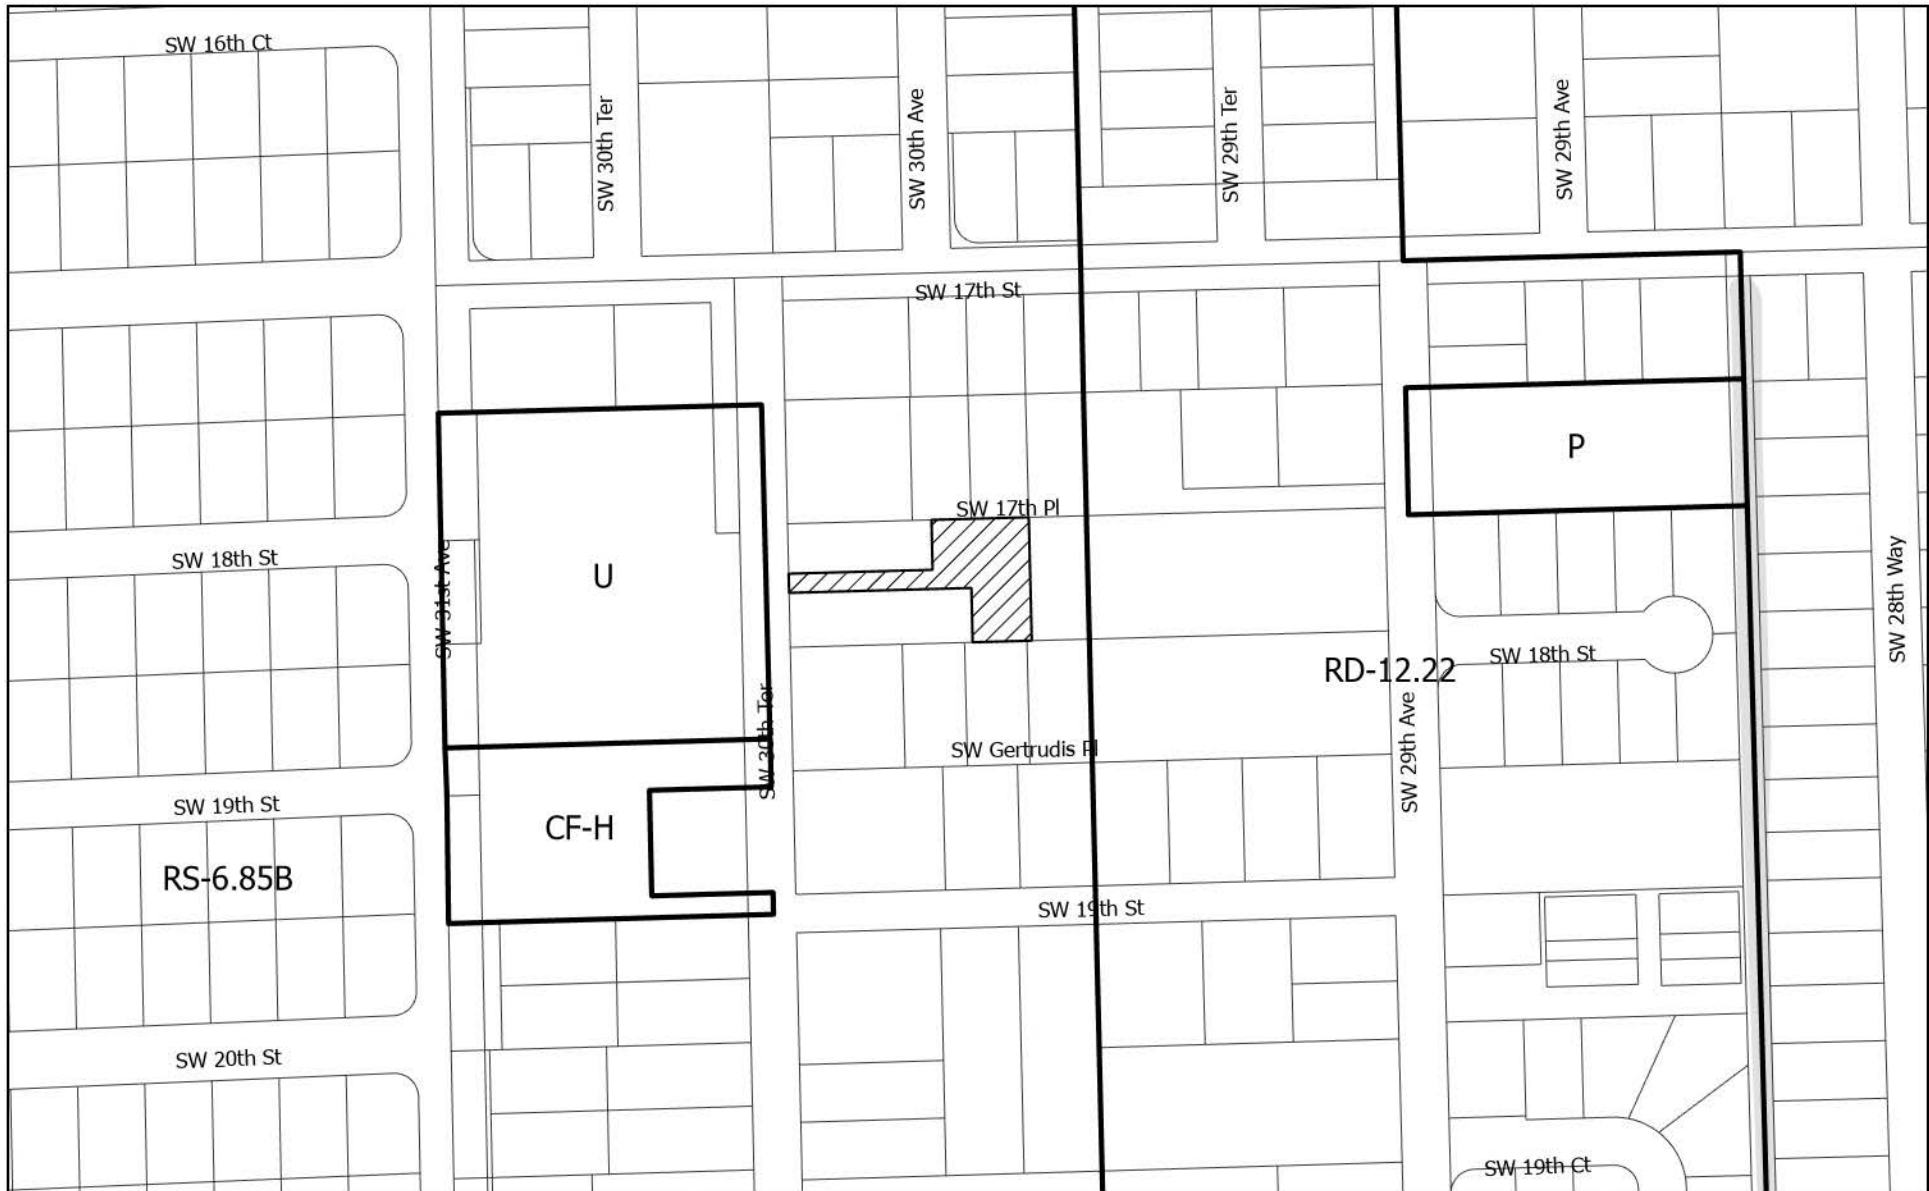 SW 16th Ct
SW 30th Ter
SW 30th Ave
SW 29th Ter
SW 29th Ave
SW 17th St
P
SW 17th Pl
SW 18th St
SW 31st Ave
U
SW 28th Way
SW 18th St
RD-12.22
SW 30th Ter
SW Gertrudis Pl
SW 29th Ave
SW 19th St
CF-H
RS-6.85B
SW 19th St
SW 20th St
SW 19th Ct